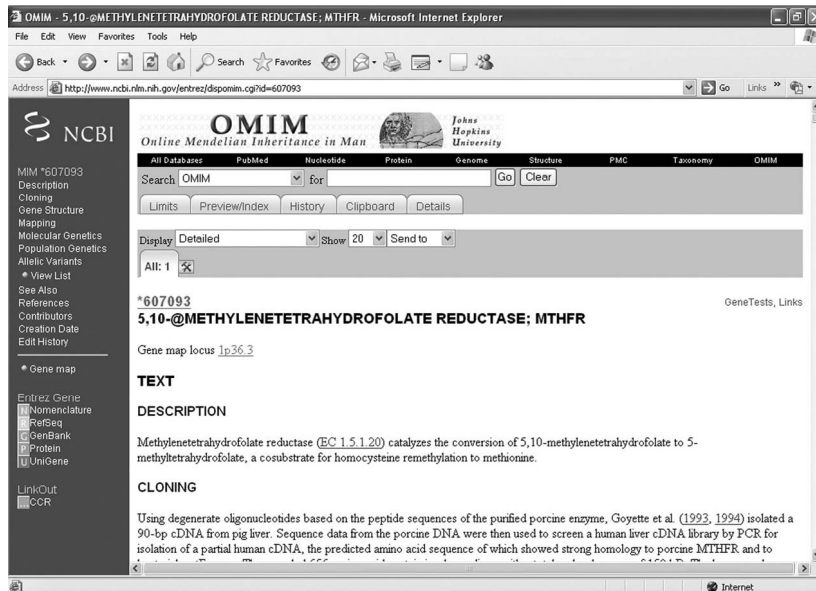 OMIM - 5,10-@METHYLENETETRAHYDROFOLATE REDUCTASE; MTHFR - Microsoft Internet Explorer
File Edit View Favorites Tools Help
Back Search Favorites
Address http://www.ncbi.nlm.nih.gov/entrez/dispomim.cgi?id=607093 Go Links »
NCBI
OMIM
Online Mendelian Inheritance in Man
Johns
Hopkins
University
All Databases PubMed Nucleotide Protein Genome Structure PMC Taxonomy OMIM
Search OMIM for Go Clear
Limits Preview/Index History Clipboard Details
Display Detailed Show 20 Send to
All: 1
MIM *607093
Description
Cloning
Gene Structure
Mapping
Molecular Genetics
Population Genetics
Allelic Variants
View List
See Also
References
Contributors
Creation Date
Edit History
Gene map
Entrez Gene
N Nomenclature
R RefSeq
G GenBank
P Protein
U UniGene
LinkOut
... CCR
*607093 GeneTests, Links
5,10-@METHYLENETETRAHYDROFOLATE REDUCTASE; MTHFR
Gene map locus 1p36.3
TEXT
DESCRIPTION
Methylenetetrahydrofolate reductase (EC 1.5.1.20) catalyzes the conversion of 5,10-methylenetetrahydrofolate to 5-
methyltetrahydrofolate, a cosubstrate for homocysteine remethylation to methionine.
CLONING
Using degenerate oligonucleotides based on the peptide sequences of the purified porcine enzyme, Goyette et al. (1993, 1994) isolated a
90-bp cDNA from pig liver. Sequence data from the porcine DNA were then used to screen a human liver cDNA library by PCR for
isolation of a partial human cDNA, the predicted amino acid sequence of which showed strong homology to porcine MTHFR and to
Internet